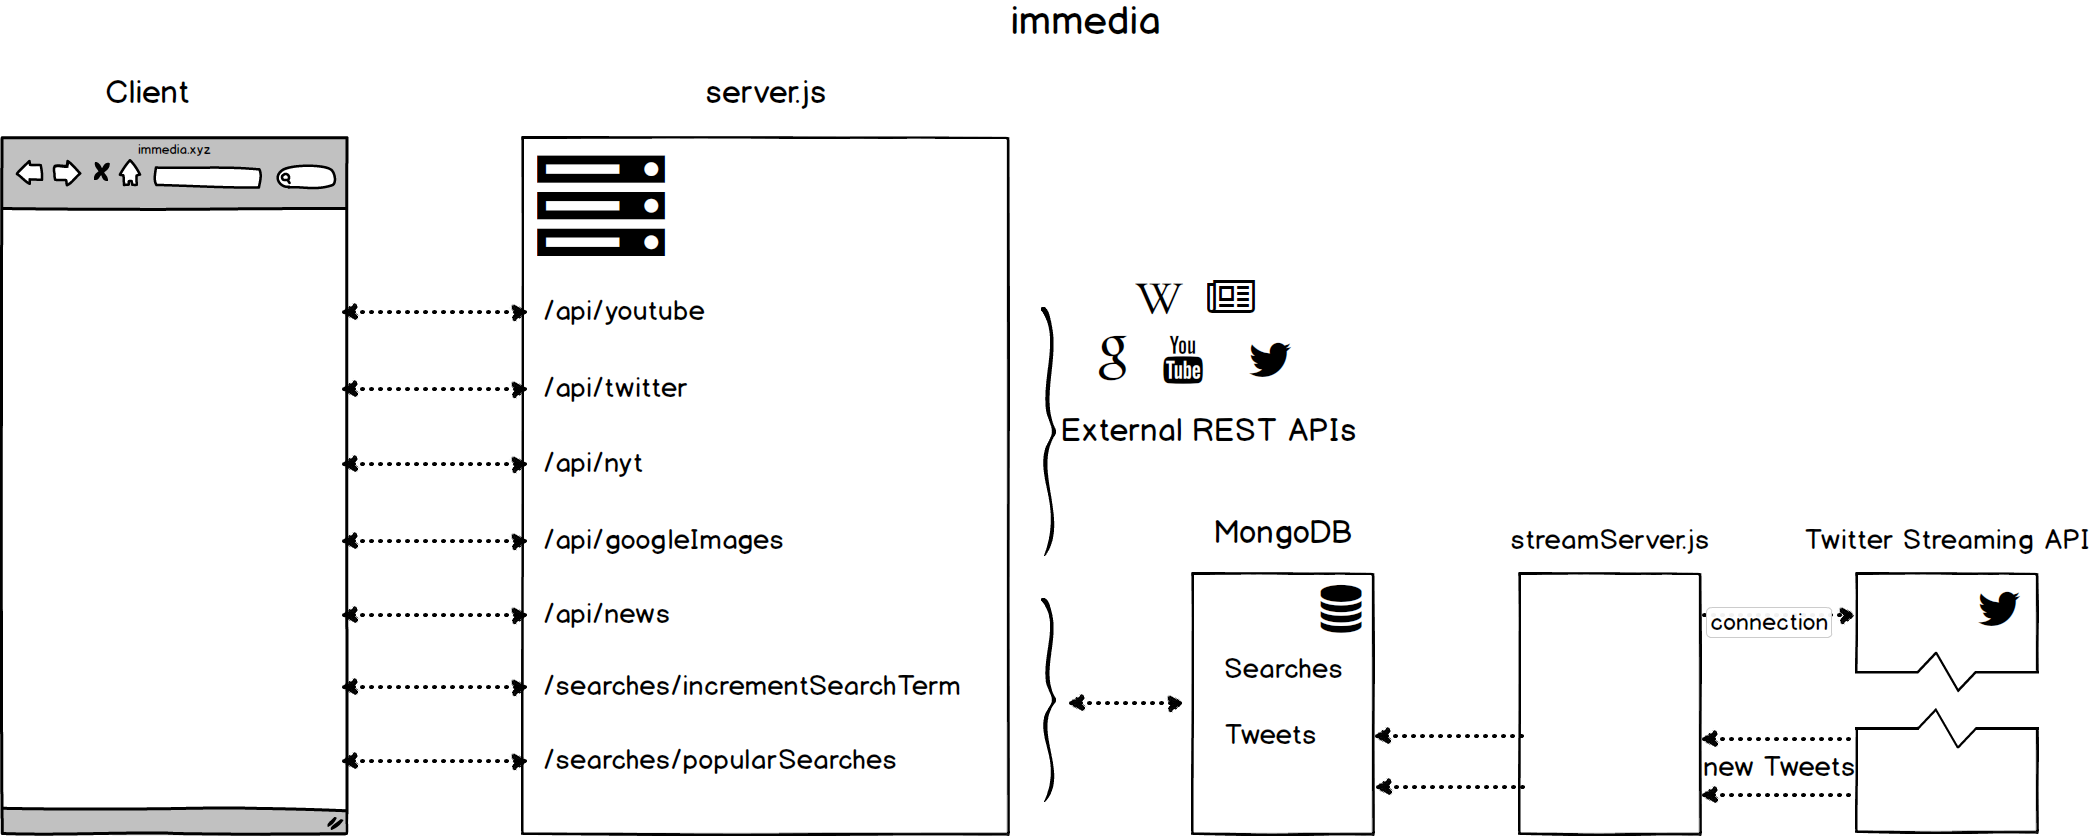 immedia
Client
server.js
immedia.xyz
/api/youtube
/api/twitter
/api/nyt
/api/googleImages
/api/news
/searches/incrementSearchTerm
/searches/popularSearches
W
g
You
Tube
External REST APIs
MongoDB
Searches
Tweets
streamServer.js
Twitter Streaming API
connection
new Tweets